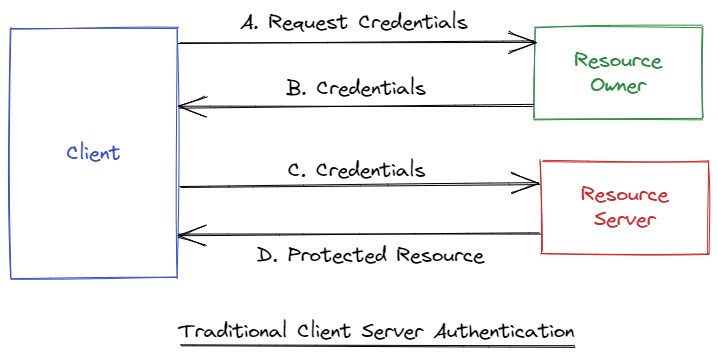 A. Request Credentials
Resource
Owner
B. Credentials
Client
C. Credentials
Resource
Server
D. Protected Resource
Traditional Client Server Authentication